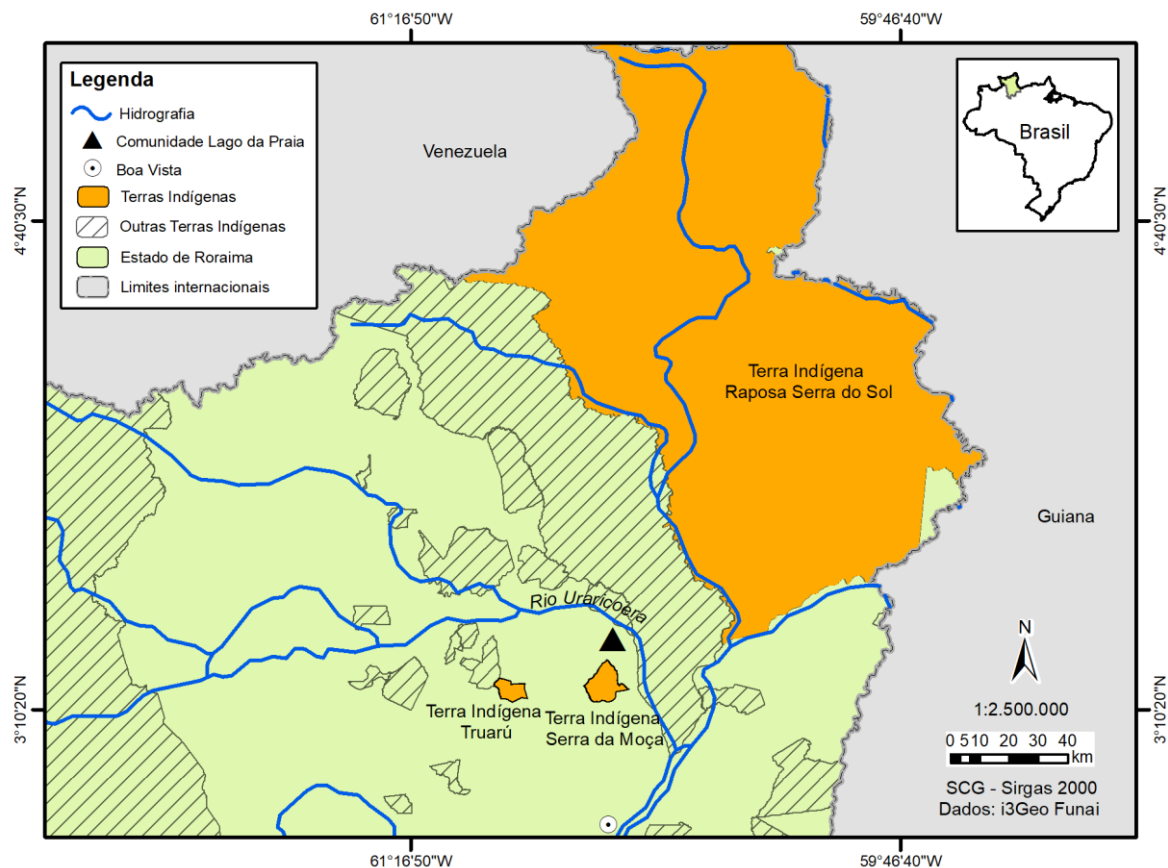 61°16'50"W
59°46'40"W
Legenda
Hidrografia
Comunidade Lago da Praia
Boa Vista
Terras Indígenas
Outras Terras Indígenas
Estado de Roraima
Limites internacionais
Venezuela
Brasil
4°40'30"N
4°40'30"N
Terra Indígena
Raposa Serra do Sol
Guiana
Rio Uraricoera
Terra Indígena
Truarú
Terra Indígena
Serra da Moça
N
3°10'20"N
3°10'20"N
1:2.500.000
0 5 10 20 30 40
km
SCG - Sirgas 2000
Dados: i3Geo Funai
61°16'50"W
59°46'40"W